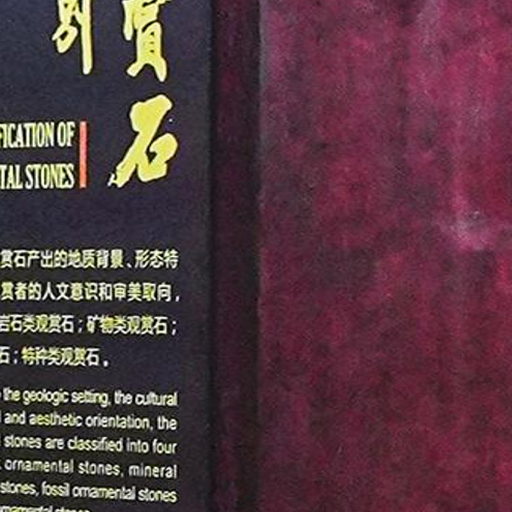 赏
石
FICATION OF
TAL STONES
赏石产出的地质背景、形态特
赏者的人文意识和审美取向，
岩石类观赏石；矿物类观赏石；
石；特种类观赏石。
the geologic setting, the cultural
and aesthetic orientation, the
stones are classified into four
ornamental stones, mineral
stones, fossil ornamental stones